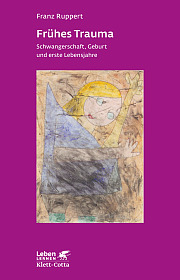 Franz Ruppert
Frühes Trauma
Schwangerschaft, Geburt
und erste Lebensjahre
Leben
Lernen
Klett-Cotta